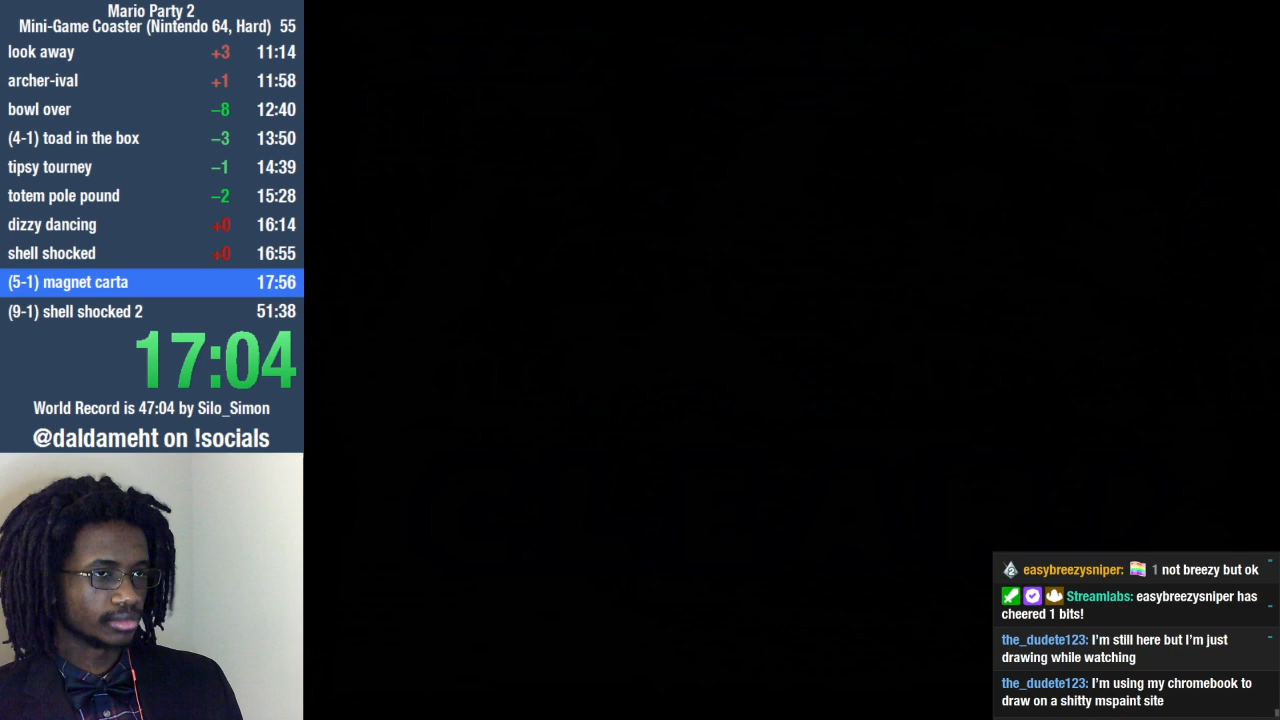 Mario Party 2
Mini-Game Coaster (Nintendo 64, Hard) 55
look away +3 11:14
archer-ival +1 11:58
bowl over −8 12:40
(4-1) toad in the box −3 13:50
tipsy tourney −1 14:39
totem pole pound −2 15:28
dizzy dancing +0 16:14
shell shocked +0 16:55
(5-1) magnet carta 17:56
(9-1) shell shocked 2 51:38
17:04
World Record is 47:04 by Silo_Simon
@daldameht on !socials
easybreezysniper: 1 not breezy but ok
Streamlabs: easybreezysniper has
cheered 1 bits!
the_dudete123: I'm still here but I'm just
drawing while watching
the_dudete123: I'm using my chromebook to
draw on a shitty mspaint site